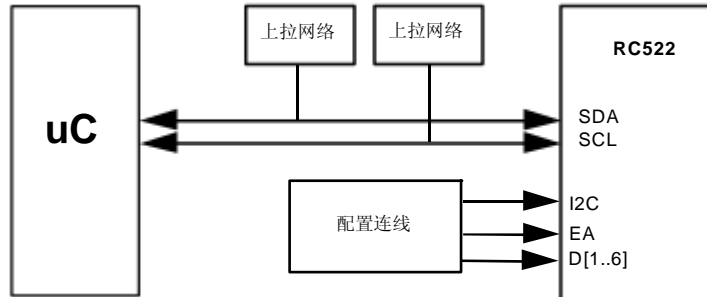 上拉网络
上拉网络
RC522
uC
SDA
SCL
I2C
配置连线
EA
D[1..6]